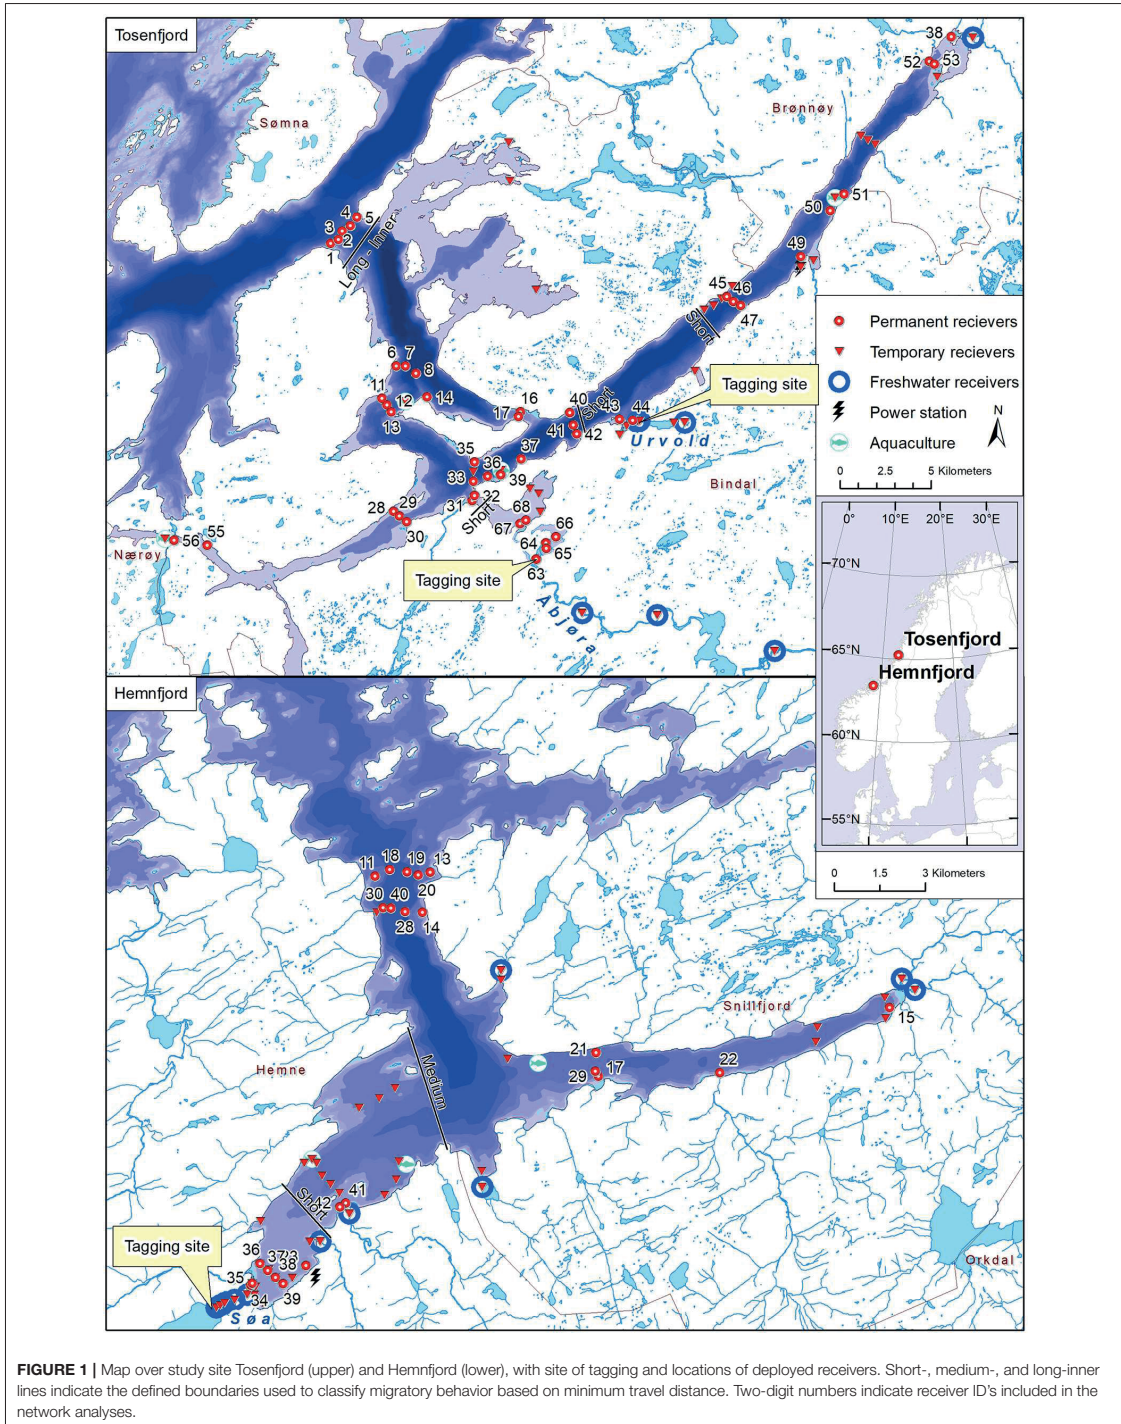 Tosenfjord
Sømna
Brønnøy
38
52
53
51
50
49
4
5
3
2
1
Long - Inner
45
46
47
Short
6
7
8
11
12
13
14
16
17
40
41
42
Short
43
44
Tagging site
Urvold
Bindal
35
36
37
33
39
31
32
Short
28
29
30
68
67
66
64
65
63
Tagging site
Åbjøra
56
55
Nærøy
Permanent recievers
Temporary recievers
Freshwater receivers
Power station
Aquaculture
N
0 2.5 5 Kilometers
0° 10°E 20°E 30°E
70°N
65°N
60°N
55°N
Tosenfjord
Hemnfjord
0 1.5 3 Kilometers
Hemnfjord
11
18
19
13
20
30
40
28
14
Snillfjord
15
21
17
29
22
Hemne
Medium
Short
42
41
36
37
33
38
35
34
39
Tagging site
Søa
Orkdal
FIGURE 1 | Map over study site Tosenfjord (upper) and Hemnfjord (lower), with site of tagging and locations of deployed receivers. Short-, medium-, and long-inner
lines indicate the defined boundaries used to classify migratory behavior based on minimum travel distance. Two-digit numbers indicate receiver ID's included in the
network analyses.